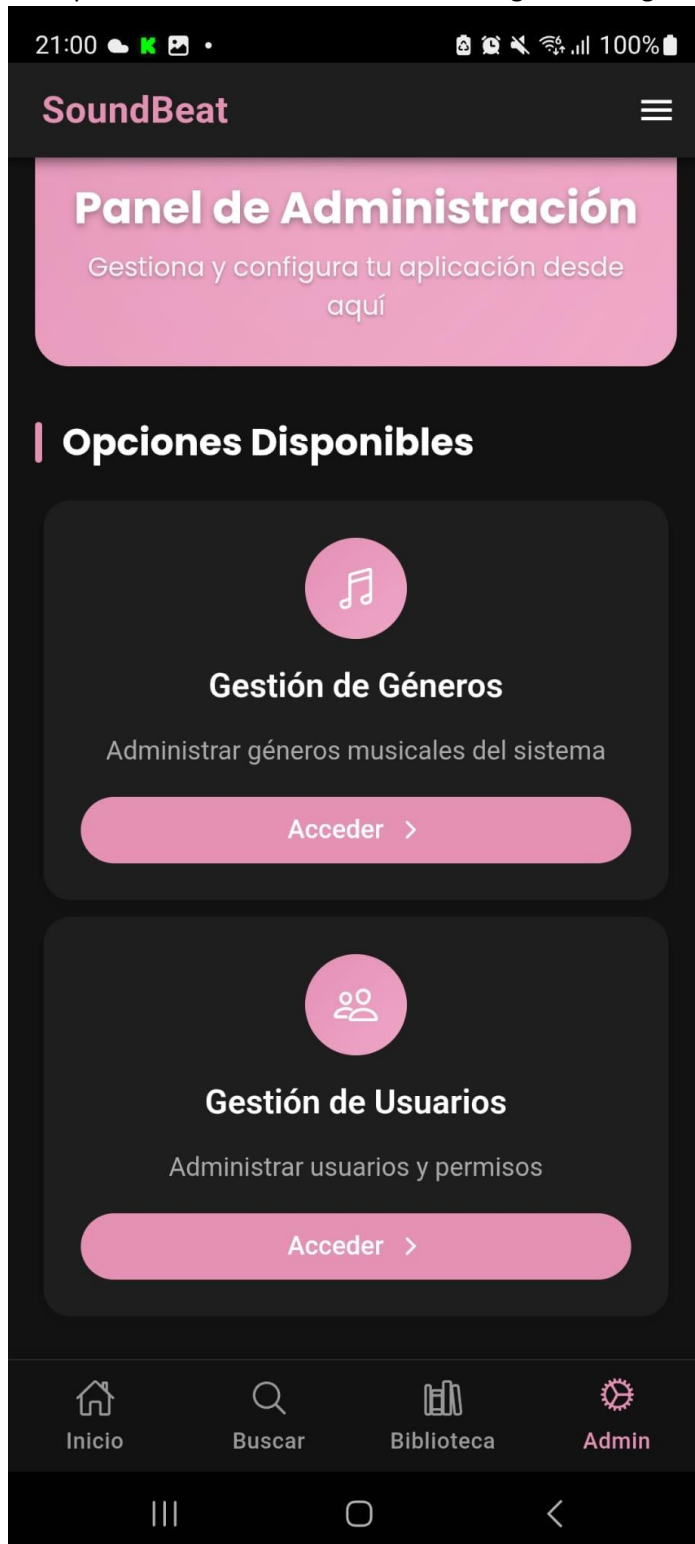 21:00
100%
SoundBeat
Panel de Administración
Gestiona y configura tu aplicación desde
aquí
Opciones Disponibles
Gestión de Géneros
Administrar géneros musicales del sistema
Acceder >
Gestión de Usuarios
Administrar usuarios y permisos
Acceder >
Inicio Buscar Biblioteca Admin